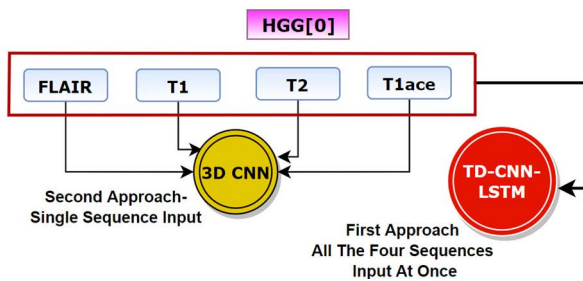 HGG[0]
FLAIR
T1
T2
T1ace
3D CNN
TD-CNN-
LSTM
Second Approach-
Single Sequence Input
First Approach
All The Four Sequences
Input At Once